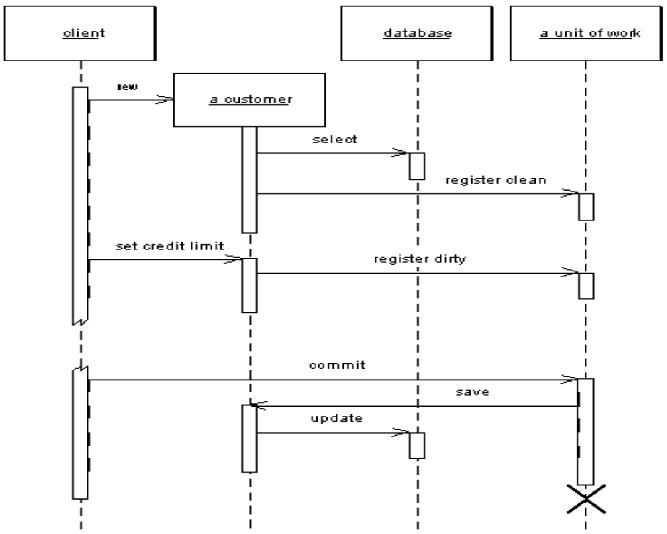 client
database
a unit of work
new
a customer
select
register clean
set credit limit
register dirty
commit
save
update